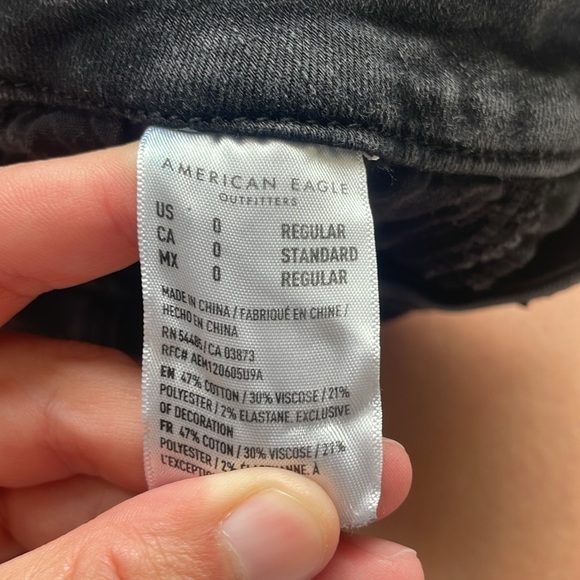 AMERICAN EAGLE
OUTFITTERS
US 0 REGULAR
CA 0 STANDARD
MX 0 REGULAR
MADE IN CHINA / FABRIQUÉ EN CHINE /
HECHO EN CHINA
RN 54485/CA 03873
RFC# AEM120605U9A
EN 47% COTTON / 30% VISCOSE / 21%
POLYESTER / 2% ELASTANE. EXCLUSIVE
OF DECORATION
FR 47% COTON / 30% VISCOSE / 21%
POLYESTER / 2% ÉLASTHANNE. À